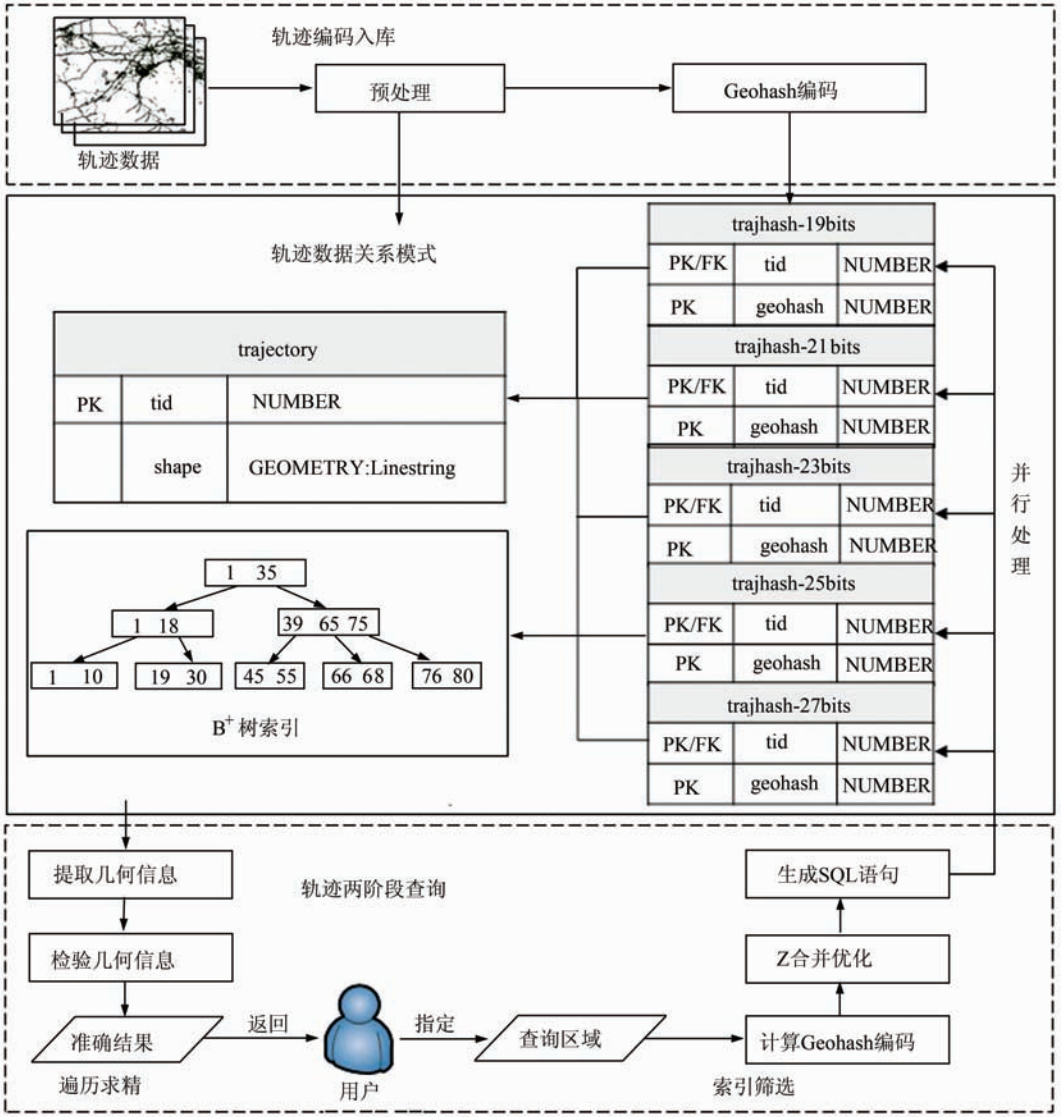 轨迹编码入库
预处理
Geohash编码
轨迹数据
轨迹数据关系模式
trajectory
PK tid NUMBER
shape GEOMETRY:Linestring
trajhash-19bits
PK/FK tid NUMBER
PK geohash NUMBER
trajhash-21bits
PK/FK tid NUMBER
PK geohash NUMBER
trajhash-23bits
PK/FK tid NUMBER
PK geohash NUMBER
trajhash-25bits
PK/FK tid NUMBER
PK geohash NUMBER
trajhash-27bits
PK/FK tid NUMBER
PK geohash NUMBER
并行处理
1 35
1 18
39 65 75
1 10
19 30
45 55
66 68
76 80
B+树索引
提取几何信息
轨迹两阶段查询
生成SQL语句
检验几何信息
Z合并优化
准确结果
返回
用户
指定
查询区域
计算Geohash编码
遍历求精
索引筛选